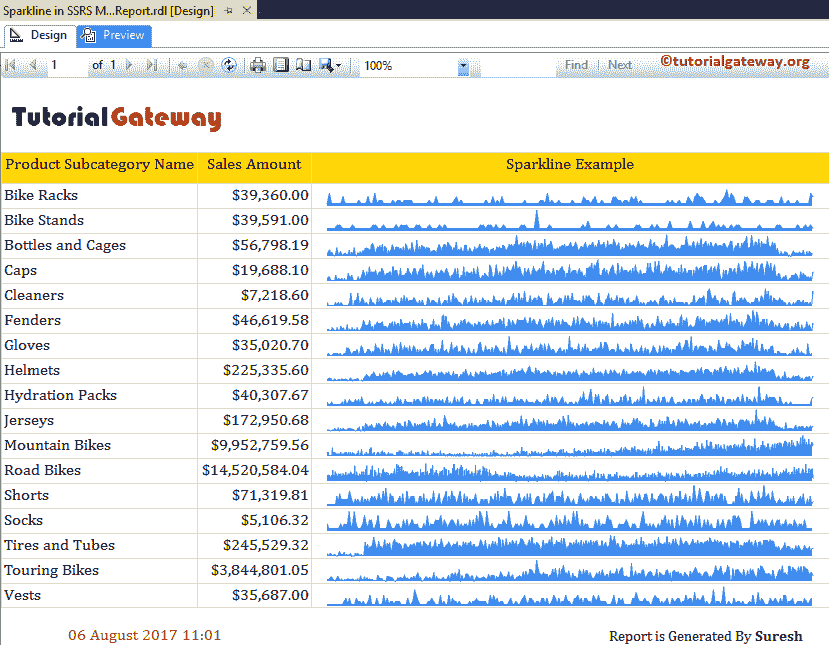 Sparkline in SSRS M...Report.rdl [Design]
Design Preview
1 of 1 100% Find | Next ©tutorialgateway.org
TutorialGateway
Product Subcategory Name Sales Amount Sparkline Example
Bike Racks $39,360.00
Bike Stands $39,591.00
Bottles and Cages $56,798.19
Caps $19,688.10
Cleaners $7,218.60
Fenders $46,619.58
Gloves $35,020.70
Helmets $225,335.60
Hydration Packs $40,307.67
Jerseys $172,950.68
Mountain Bikes $9,952,759.56
Road Bikes $14,520,584.04
Shorts $71,319.81
Socks $5,106.32
Tires and Tubes $245,529.32
Touring Bikes $3,844,801.05
Vests $35,687.00
06 August 2017 11:01 Report is Generated By Suresh